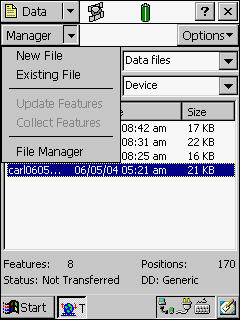 Data
? ×
Manager
Options
New File
Existing File
Update Features
Collect Features
File Manager
Data files
Device
e Size
08:42 am 17 KB
08:31 am 22 KB
08:25 am 16 KB
carl0605... 06/05/04 05:21 am 21 KB
Features: 8 Positions: 170
Status: Not Transferred DD: Generic
Start T